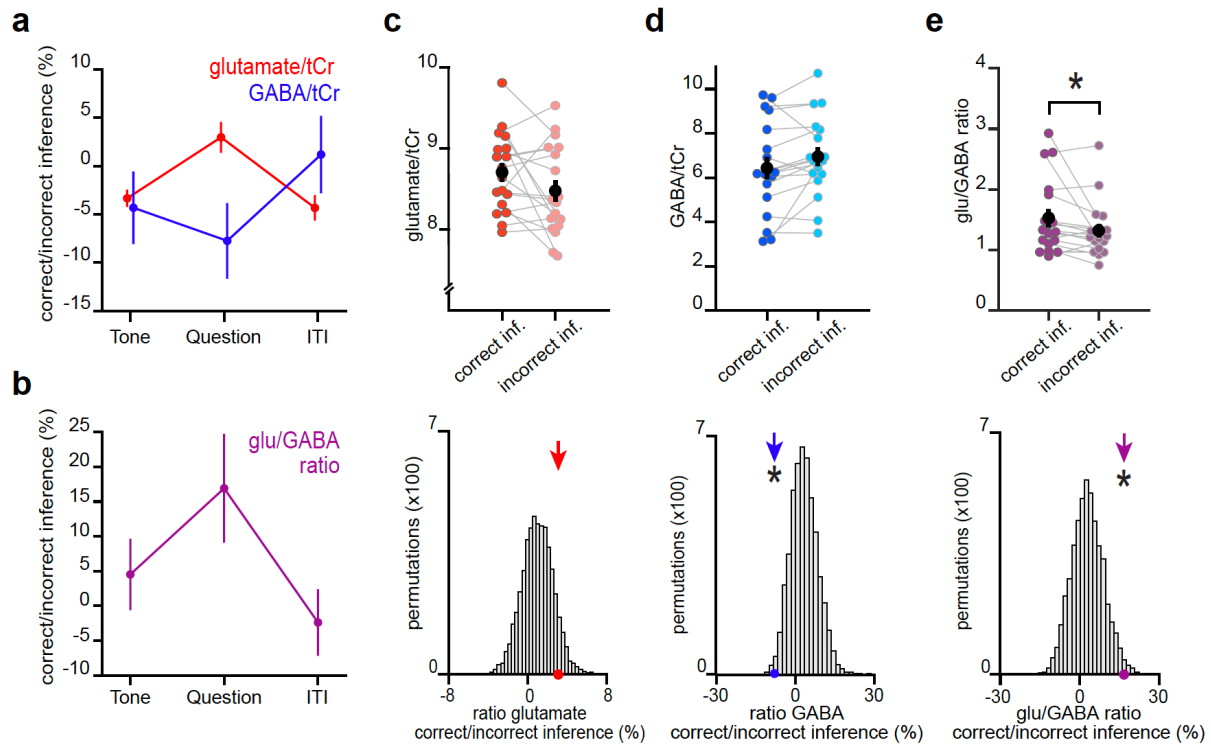 a
correct/incorrect inference (%)
10
5
0
-5
-10
-15
glutamate/tCr
GABA/tCr
Tone Question ITI
b
correct/incorrect inference (%)
25
20
15
10
5
0
-5
-10
glu/GABA
ratio
Tone Question ITI
c
glutamate/tCr
10
9
8
correct inf.
incorrect inf.
permutations (x100)
7
0
-8 0 8
ratio glutamate
correct/incorrect inference (%)
d
GABA/tCr
10
8
6
4
2
0
correct inf.
incorrect inf.
permutations (x100)
7
*
0
-30 0 30
ratio GABA
correct/incorrect inference (%)
e
glu/GABA ratio
4
3
2
1
0
*
correct inf.
incorrect inf.
permutations (x100)
7
*
0
-30 0 30
glu/GABA ratio
correct/incorrect inference (%)